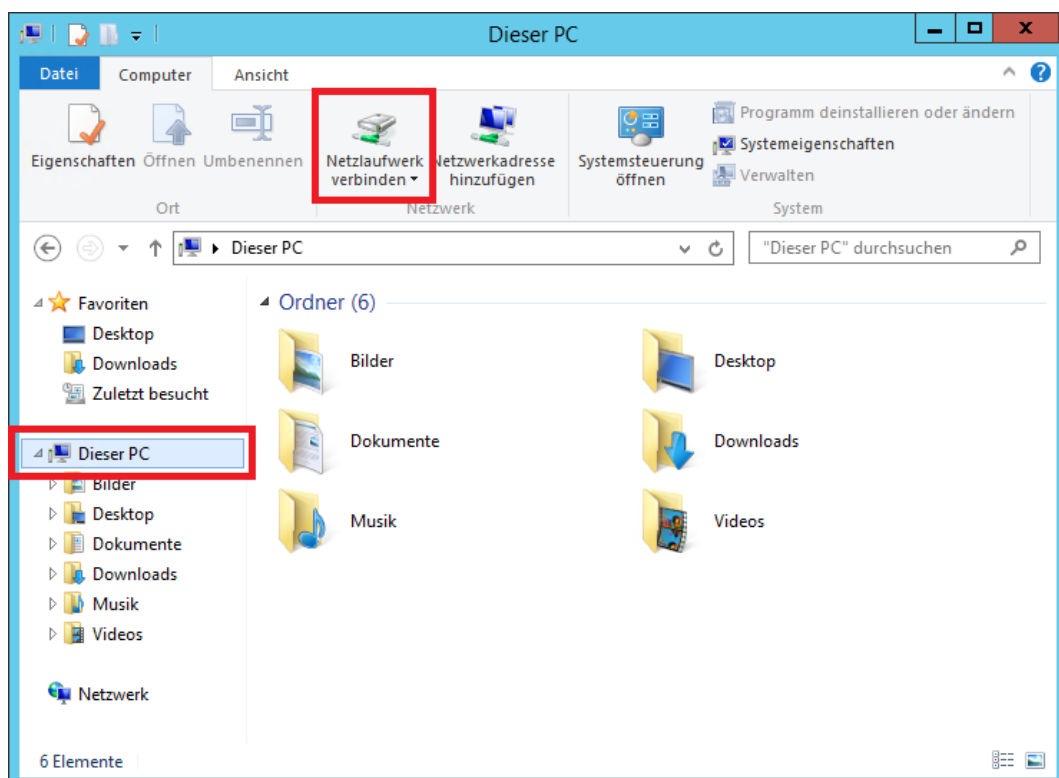 Dieser PC
Datei Computer Ansicht
Eigenschaften Öffnen Umbenennen
Netzlaufwerk verbinden
Netzwerkadresse hinzufügen
Systemsteuerung öffnen
Programm deinstallieren oder ändern
Systemeigenschaften
Verwalten
Ort Netzwerk System
Dieser PC
"Dieser PC" durchsuchen
Favoriten
Desktop
Downloads
Zuletzt besucht
Dieser PC
Bilder
Desktop
Dokumente
Downloads
Musik
Videos
Netzwerk
Ordner (6)
Bilder Desktop
Dokumente Downloads
Musik Videos
6 Elemente